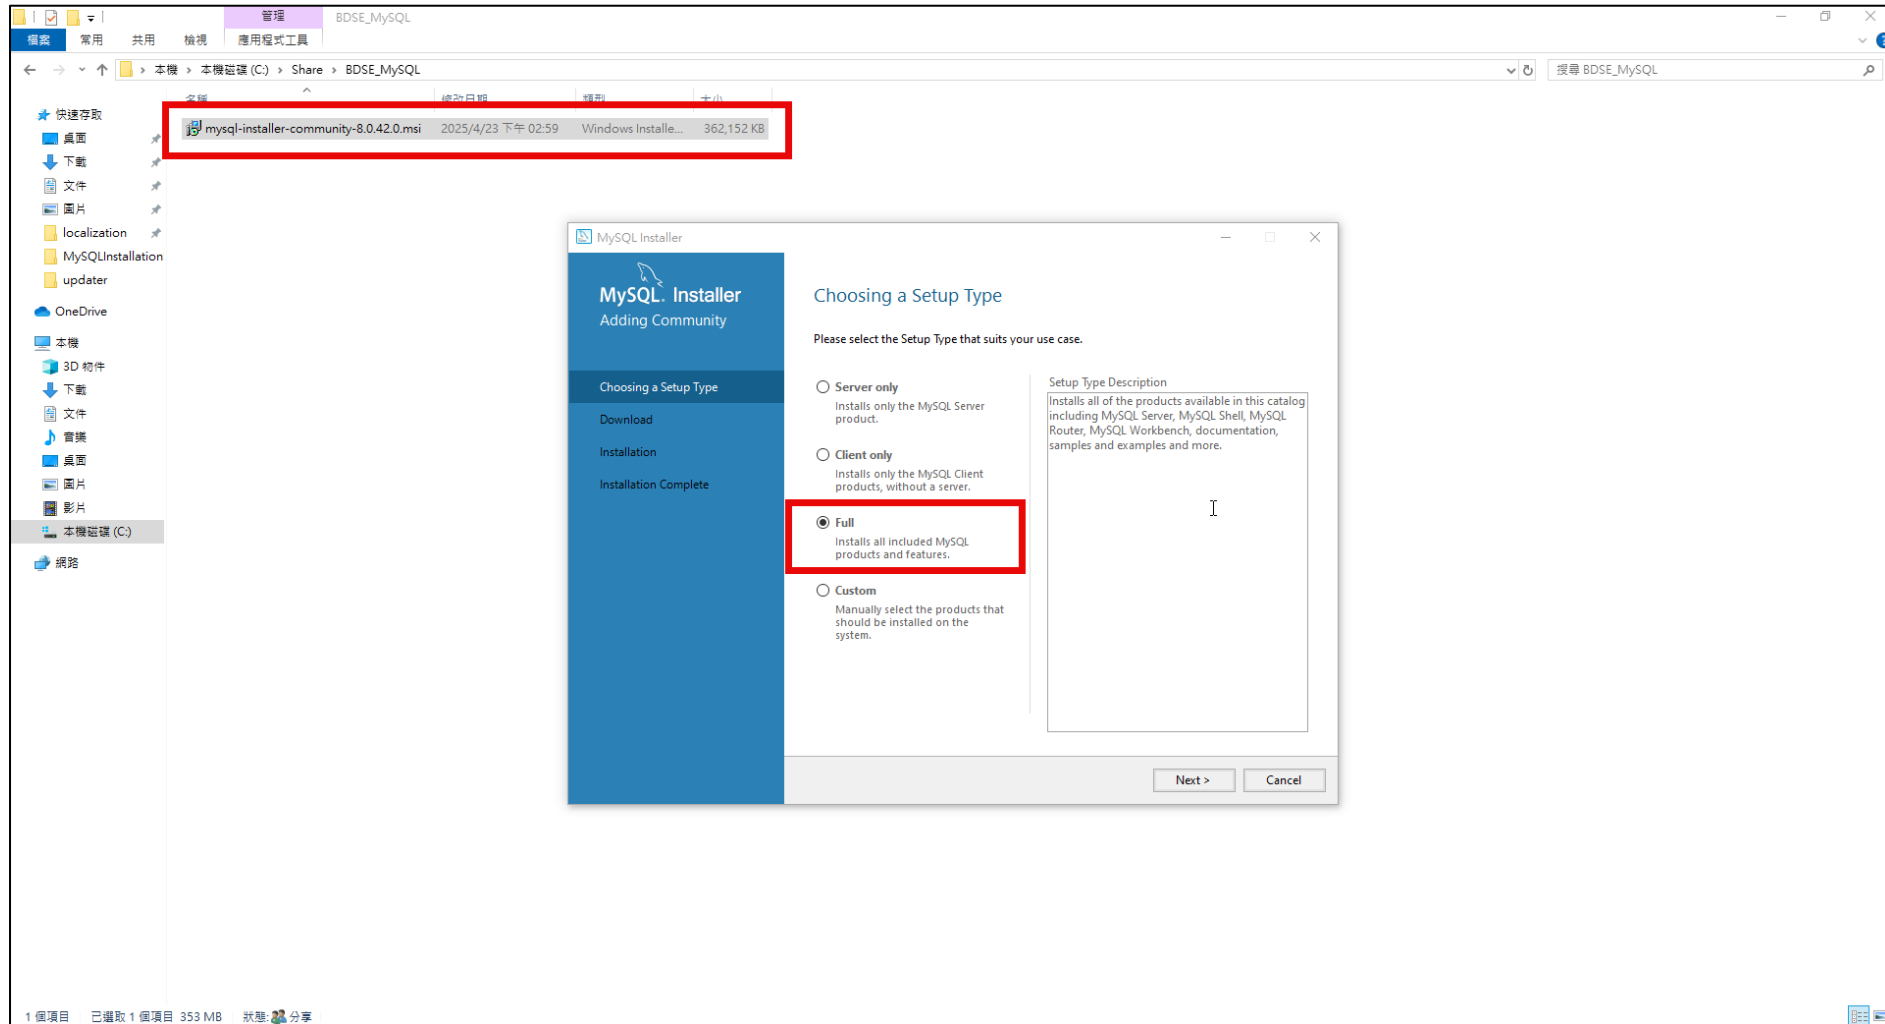 管理
BDSE_MySQL
檔案
常用
共用
檢視
應用程式工具
本機 › 本機磁碟 (C:) › Share › BDSE_MySQL
搜尋 BDSE_MySQL
名稱
修改日期
類型
大小
mysql-installer-community-8.0.42.0.msi
2025/4/23 下午 02:59
Windows Installe...
362,152 KB
快速存取
桌面
下載
文件
圖片
localization
MySQLInstallation
updater
OneDrive
本機
3D 物件
下載
文件
音樂
桌面
圖片
影片
本機磁碟 (C:)
網路
MySQL Installer
MySQL. Installer
Adding Community
Choosing a Setup Type
Download
Installation
Installation Complete
Choosing a Setup Type
Please select the Setup Type that suits your use case.
Server only
Installs only the MySQL Server
product.
Client only
Installs only the MySQL Client
products, without a server.
Full
Installs all included MySQL
products and features.
Custom
Manually select the products that
should be installed on the
system.
Setup Type Description
Installs all of the products available in this catalog
including MySQL Server, MySQL Shell, MySQL
Router, MySQL Workbench, documentation,
samples and examples and more.
Next >
Cancel
1 個項目
已選取 1 個項目 353 MB
狀態: 分享